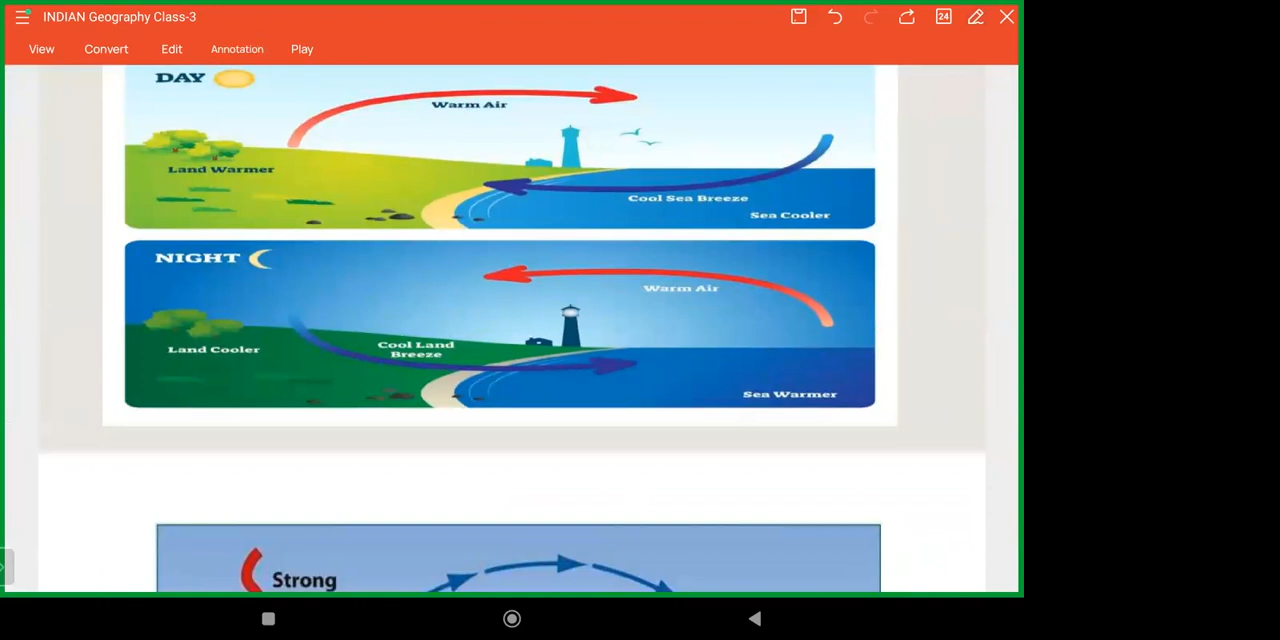 INDIAN Geography Class-3
24
View Convert Edit Annotation Play
DAY
Warm Air
Land Warmer
Cool Sea Breeze
Sea Cooler
NIGHT
Warm Air
Land Cooler
Cool Land
Breeze
Sea Warmer
Strong